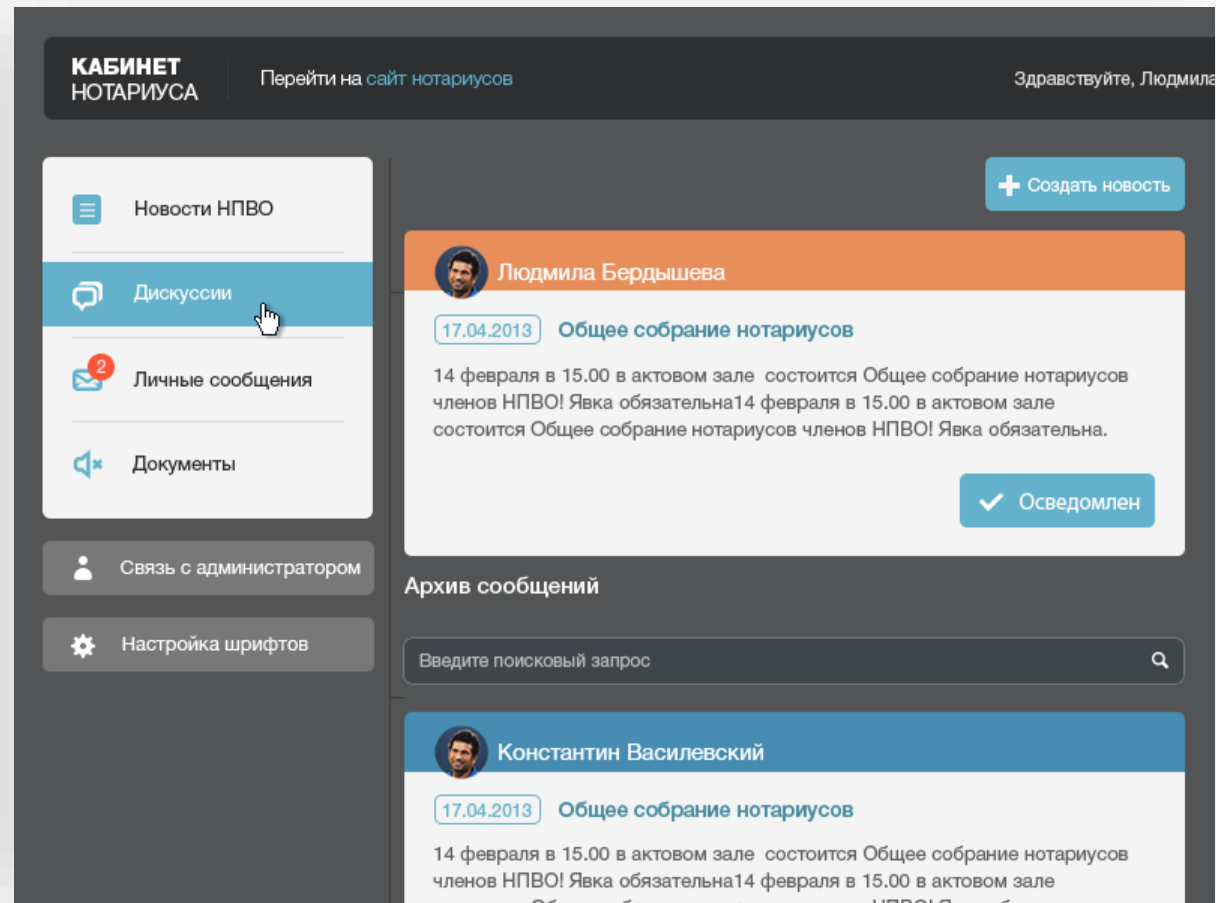 КАБИНЕТ
НОТАРИУСА
Перейти на сайт нотариусов
Здравствуйте, Людмила
Новости НПВО
Дискуссии
2
Личные сообщения
Документы
Связь с администратором
Настройка шрифтов
Создать новость
Людмила Бердышева
17.04.2013 Общее собрание нотариусов
14 февраля в 15.00 в актовом зале состоится Общее собрание нотариусов
членов НПВО! Явка обязательна14 февраля в 15.00 в актовом зале
состоится Общее собрание нотариусов членов НПВО! Явка обязательна.
Осведомлен
Архив сообщений
Введите поисковый запрос
Константин Василевский
17.04.2013 Общее собрание нотариусов
14 февраля в 15.00 в актовом зале состоится Общее собрание нотариусов
членов НПВО! Явка обязательна14 февраля в 15.00 в актовом зале